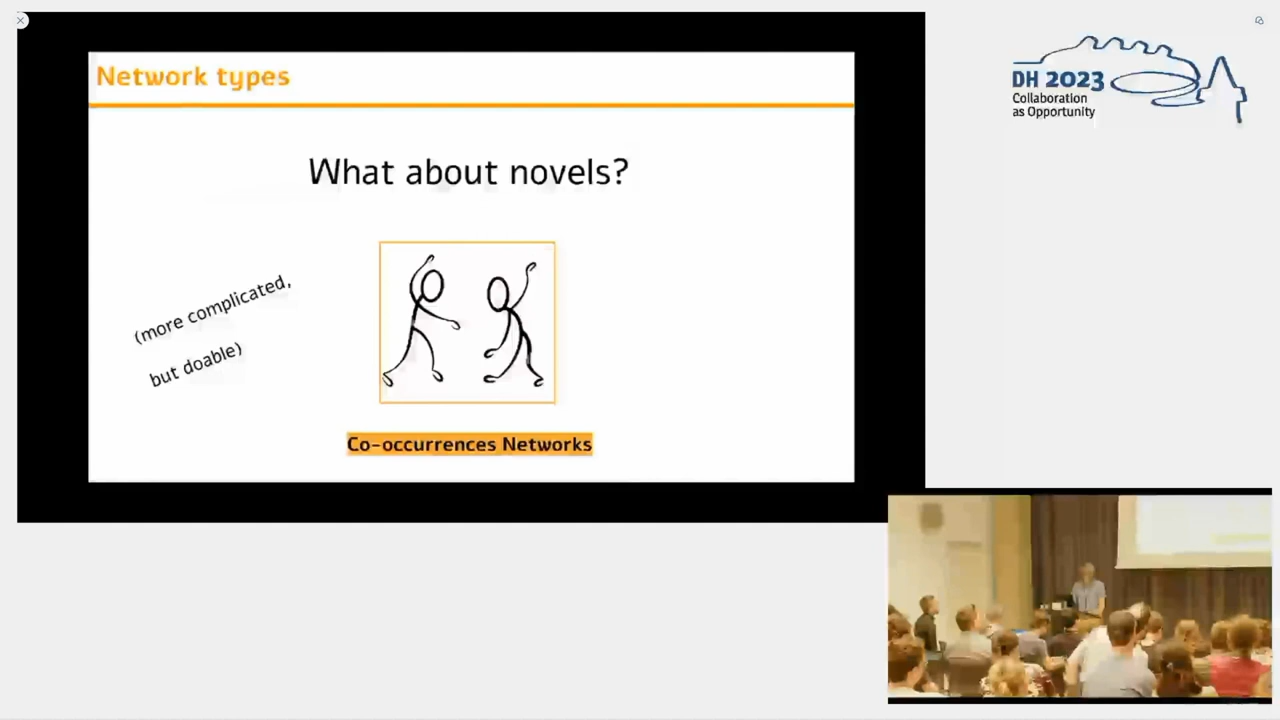 Network types
What about novels?
(more complicated,
but doable)
Co-occurrences Networks
DH 2023
Collaboration
as Opportunity